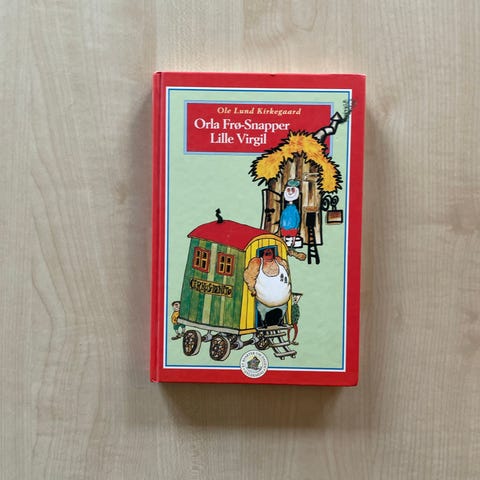 Ole Lund Kirkegaard
Orla Frø-Snapper
Lille Virgil